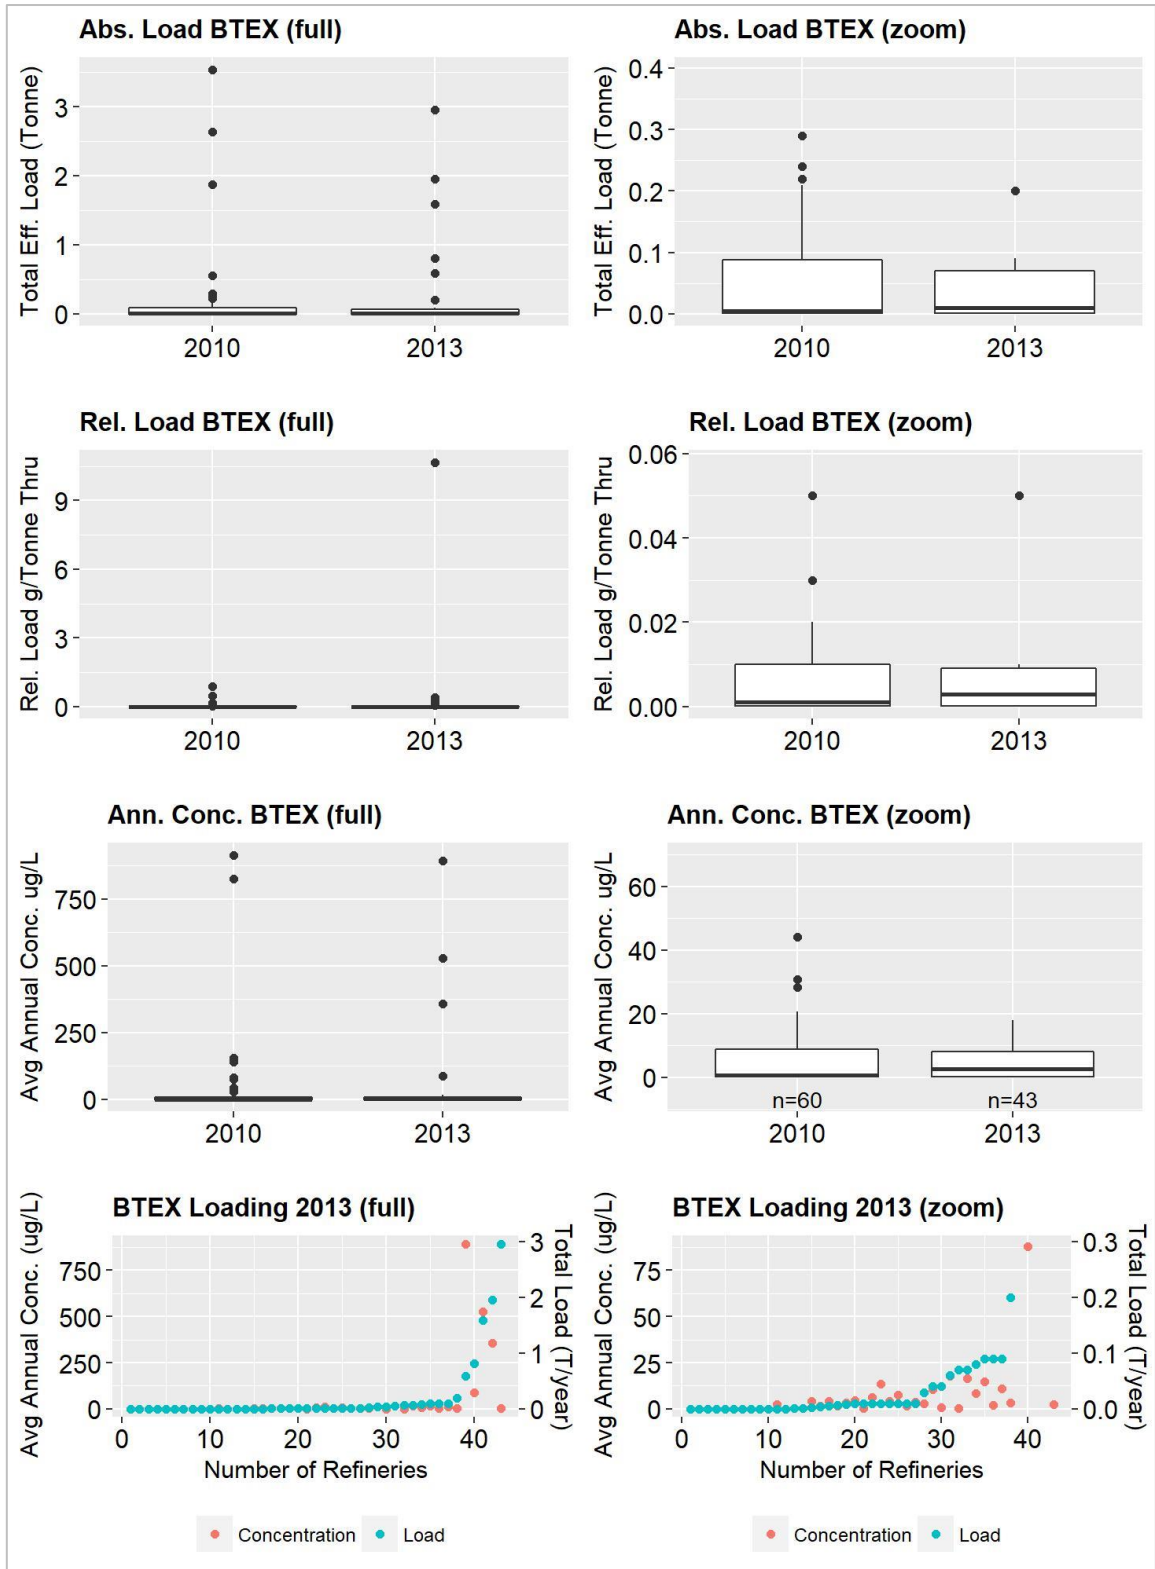 Abs. Load BTEX (full)
Total Eff. Load (Tonne)
3
2
1
0
2010 2013
Abs. Load BTEX (zoom)
Total Eff. Load (Tonne)
0.4
0.3
0.2
0.1
0.0
2010 2013
Rel. Load BTEX (full)
Rel. Load g/Tonne Thru
9
6
3
0
2010 2013
Rel. Load BTEX (zoom)
Rel. Load g/Tonne Thru
0.06
0.04
0.02
0.00
2010 2013
Ann. Conc. BTEX (full)
Avg Annual Conc. ug/L
750
500
250
0
2010 2013
Ann. Conc. BTEX (zoom)
Avg Annual Conc. ug/L
60
40
20
0
n=60 n=43
2010 2013
BTEX Loading 2013 (full)
Avg Annual Conc. (ug/L)
750
500
250
0
3
2
1
0
Total Load (T/year)
0 10 20 30 40
Number of Refineries
Concentration Load
BTEX Loading 2013 (zoom)
Avg Annual Conc. (ug/L)
75
50
25
0
0.3
0.2
0.1
0.0
Total Load (T/year)
0 10 20 30 40
Number of Refineries
Concentration Load